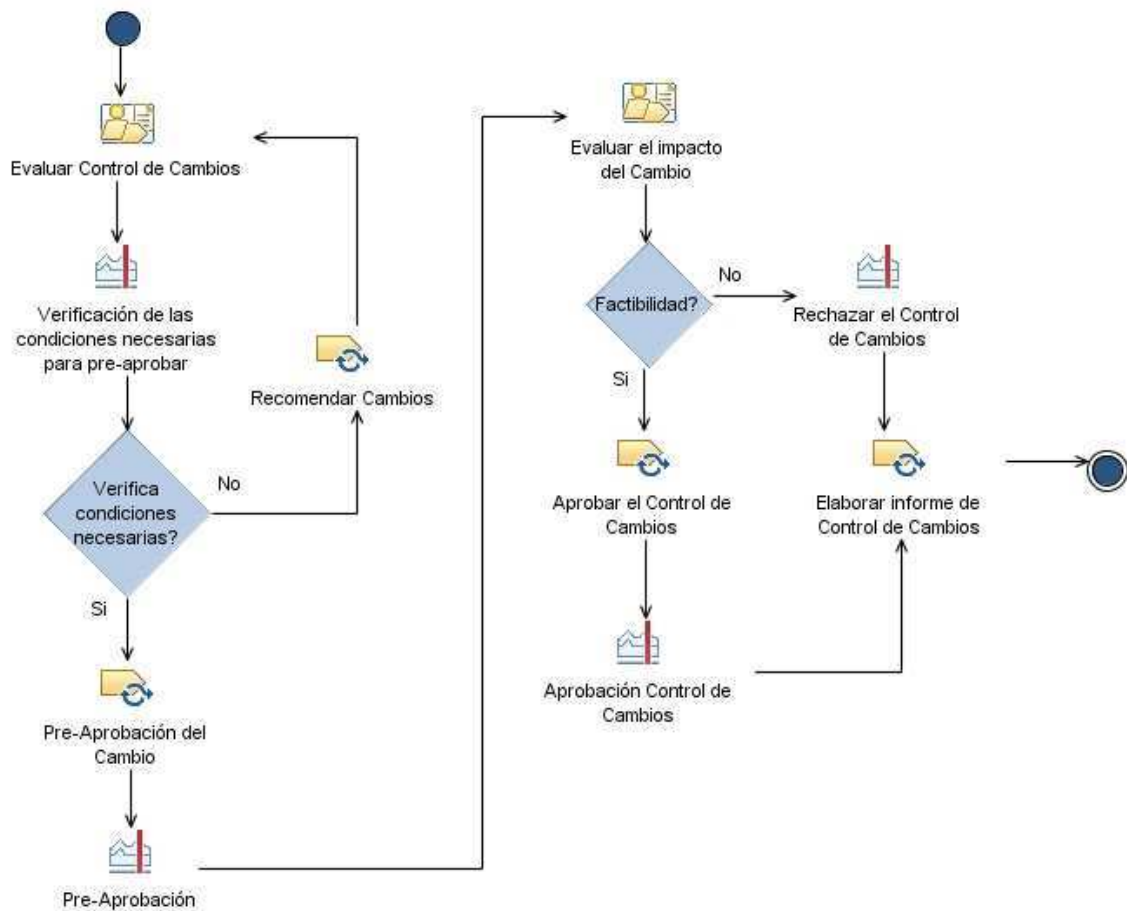 Evaluar Control de Cambios
Verificación de las
condiciones necesarias
para pre-aprobar
Recomendar Cambios
Verifica
condiciones
necesarias?
No
Si
Pre-Aprobación del
Cambio
Pre-Aprobación
Evaluar el impacto
del Cambio
Factibilidad?
No
Rechazar el Control
de Cambios
Si
Aprobar el Control de
Cambios
Elaborar informe de
Control de Cambios
Aprobación Control de
Cambios